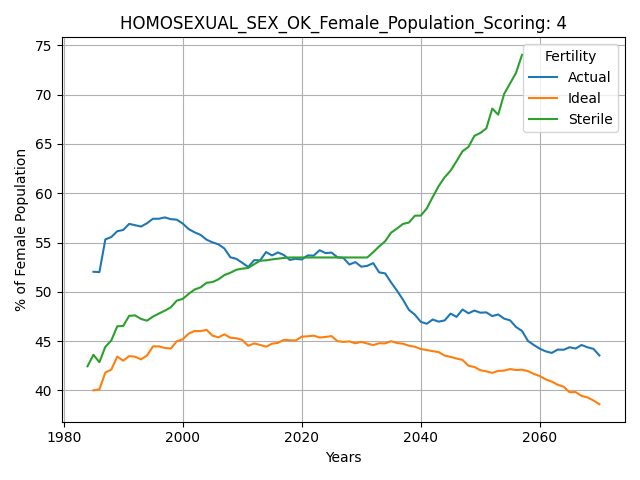 HOMOSEXUAL_SEX_OK_Female_Population_Scoring: 4
75
70
65
60
55
50
45
40
% of Female Population
Fertility
Actual
Ideal
Sterile
1980
2000
2020
2040
2060
Years